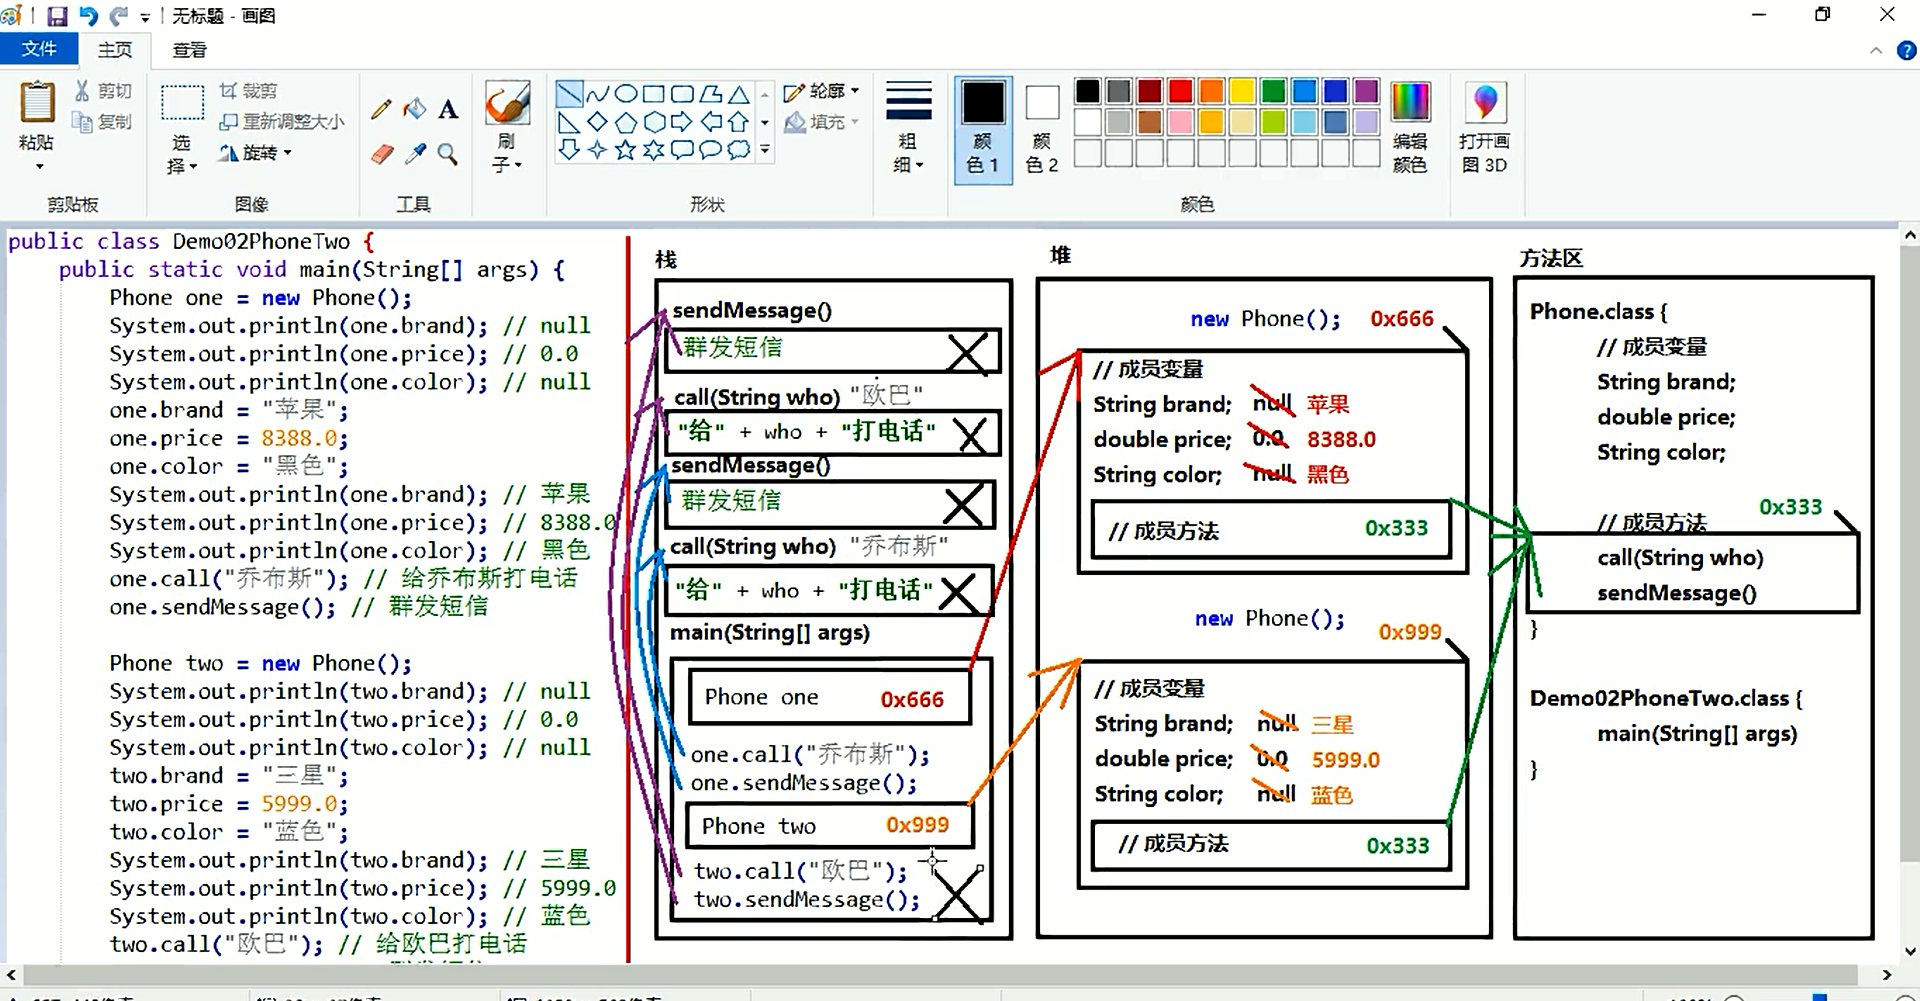 无标题 - 画图
文件 主页 查看
粘贴
剪切
复制
剪贴板
选择
裁剪
重新调整大小
旋转
图像
工具
刷子
轮廓
填充
形状
粗细
颜色 1
颜色 2
颜色
编辑颜色
打开画图 3D
public class Demo02PhoneTwo {
public static void main(String[] args) {
Phone one = new Phone();
System.out.println(one.brand); // null
System.out.println(one.price); // 0.0
System.out.println(one.color); // null
one.brand = "苹果";
one.price = 8388.0;
one.color = "黑色";
System.out.println(one.brand); // 苹果
System.out.println(one.price); // 8388.0
System.out.println(one.color); // 黑色
one.call("乔布斯"); // 给乔布斯打电话
one.sendMessage(); // 群发短信
Phone two = new Phone();
System.out.println(two.brand); // null
System.out.println(two.price); // 0.0
System.out.println(two.color); // null
two.brand = "三星";
two.price = 5999.0;
two.color = "蓝色";
System.out.println(two.brand); // 三星
System.out.println(two.price); // 5999.0
System.out.println(two.color); // 蓝色
two.call("欧巴"); // 给欧巴打电话
栈
sendMessage()
群发短信
call(String who) "欧巴"
"给" + who + "打电话"
sendMessage()
群发短信
call(String who) "乔布斯"
"给" + who + "打电话"
main(String[] args)
Phone one 0x666
one.call("乔布斯");
one.sendMessage();
Phone two 0x999
two.call("欧巴");
two.sendMessage();
堆
new Phone(); 0x666
// 成员变量
String brand; null 苹果
double price; 0.0 8388.0
String color; null 黑色
// 成员方法 0x333
new Phone(); 0x999
// 成员变量
String brand; null 三星
double price; 0.0 5999.0
String color; null 蓝色
// 成员方法 0x333
方法区
Phone.class {
// 成员变量
String brand;
double price;
String color;
0x333
// 成员方法
call(String who)
sendMessage()
}
Demo02PhoneTwo.class {
main(String[] args)
}